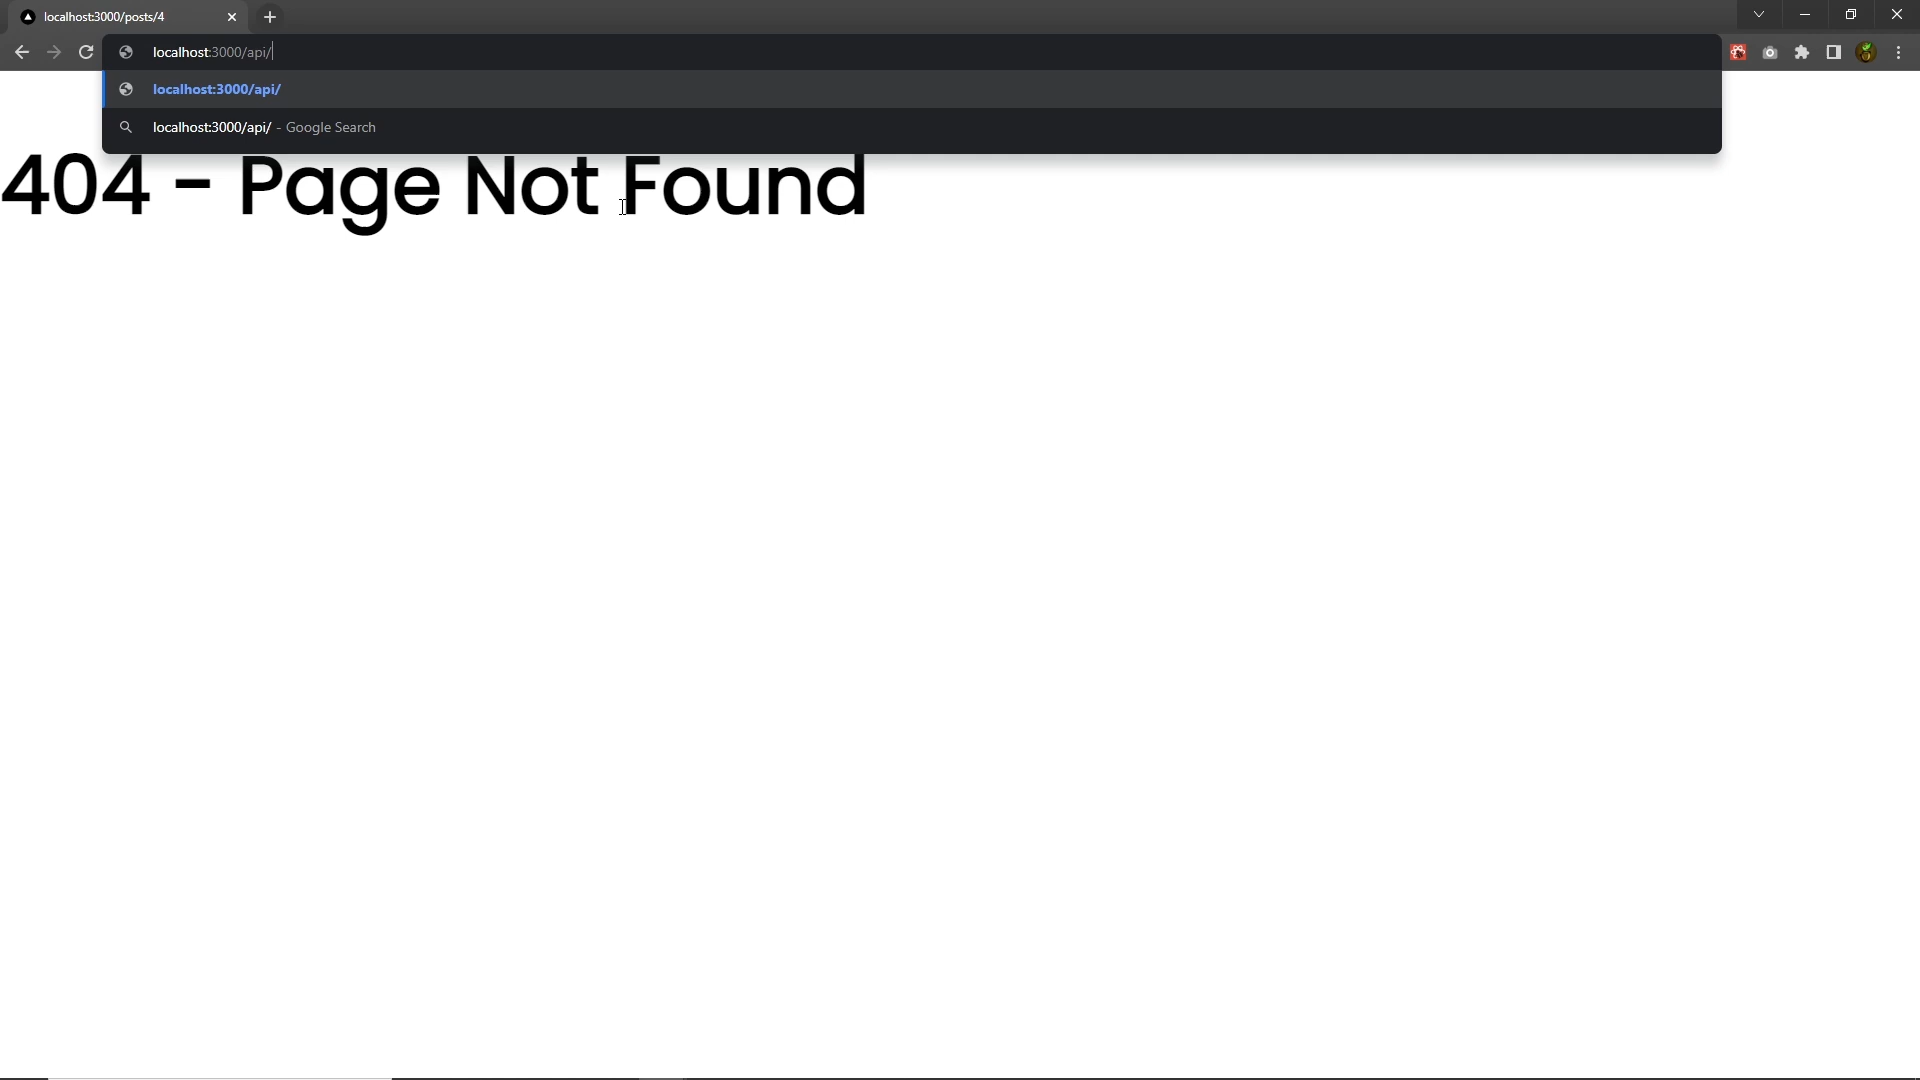 localhost:3000/posts/4
localhost:3000/api/
localhost:3000/api/
localhost:3000/api/ - Google Search
404 - Page Not Found